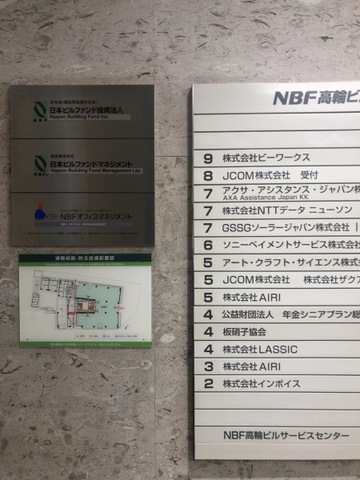 日本ビルファンド投資法人
Nippon Building Fund Inc.
日本ビルファンドマネジメント
Nippon Building Fund Management Ltd.
NBFオフィスマネジメント
避難経路・防災設備配置図
NBF高輪ビ
9 株式会社ピーワークス
8 JCOM株式会社 受付
7 アクサ・アシスタンス・ジャパン株
AXA Assistance Japan KK
7 株式会社NTTデータ ニューソン
7 GSSGソーラージャパン株式会社
6 ソニーペイメントサービス株式会
5 アート・クラフト・サイエンス株式
5 JCOM株式会社 株式会社ザクア
5 株式会社AIRI
4 公益財団法人 年金シニアプラン総
4 板硝子協会
4 株式会社LASSIC
3 株式会社AIRI
2 株式会社インボイス
NBF高輪ビルサービスセンター